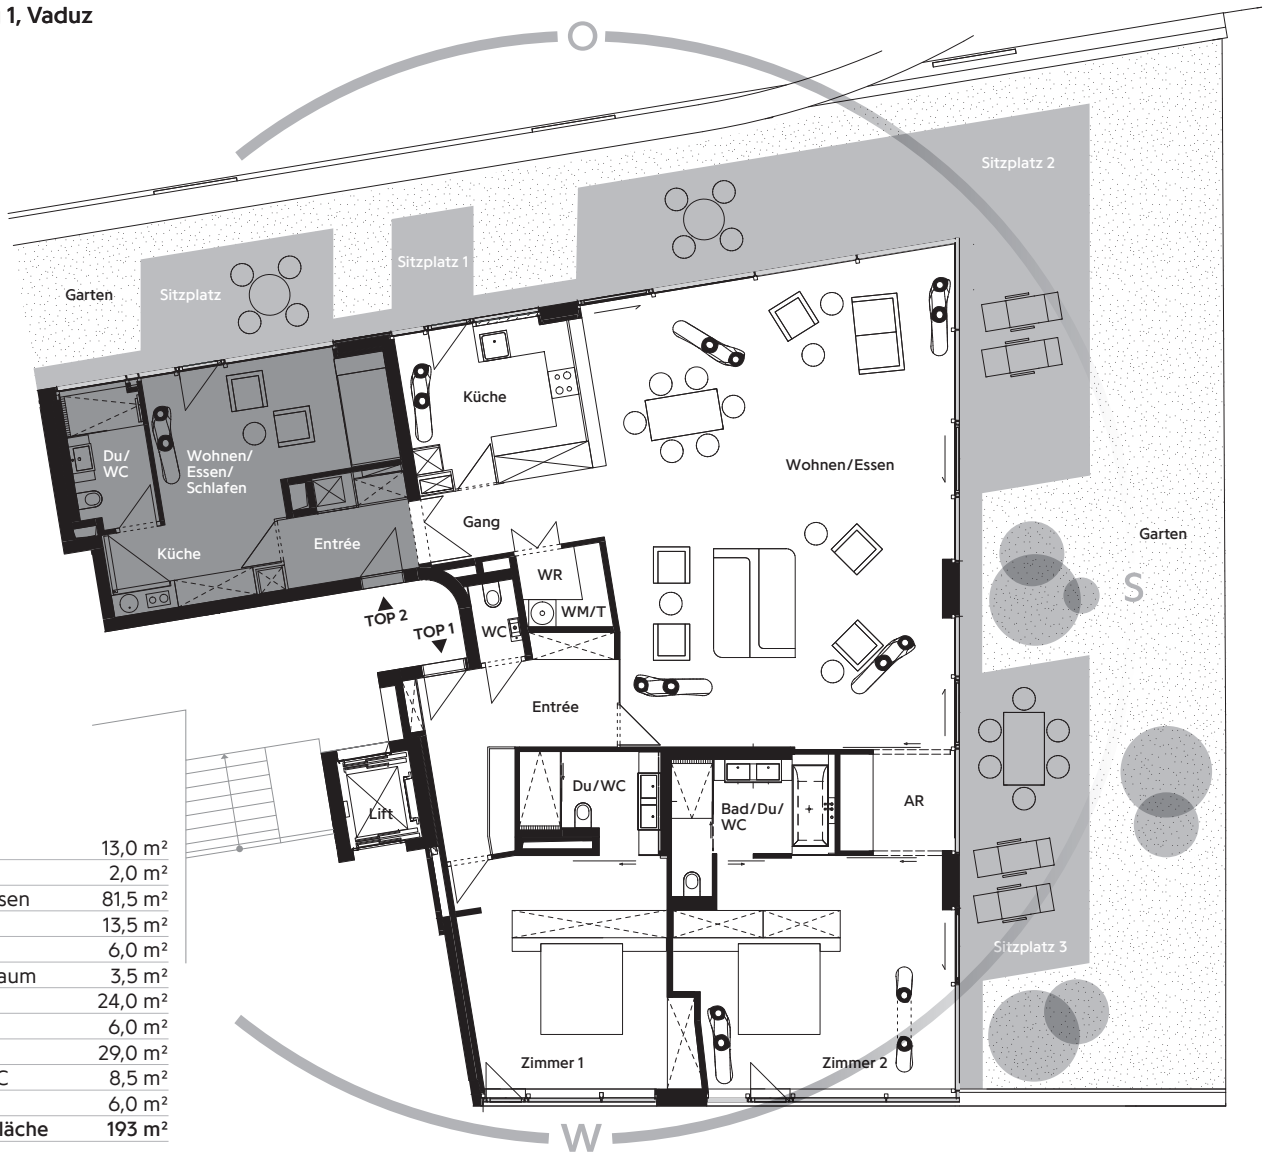 1, Vaduz
O
Sitzplatz 2
Sitzplatz 1
Garten
Sitzplatz
Küche
Du/
WC
Wohnen/
Essen/
Schlafen
Wohnen/Essen
Gang
Küche
Entrée
Garten
WR
WM/T
S
TOP 2
TOP 1
WC
Entrée
Du/WC
Bad/Du/
WC
AR
Lift
13,0 m²
2,0 m²
sen 81,5 m²
13,5 m²
6,0 m²
aum 3,5 m²
24,0 m²
6,0 m²
29,0 m²
C 8,5 m²
6,0 m²
läche 193 m²
Sitzplatz 3
Zimmer 1
Zimmer 2
W